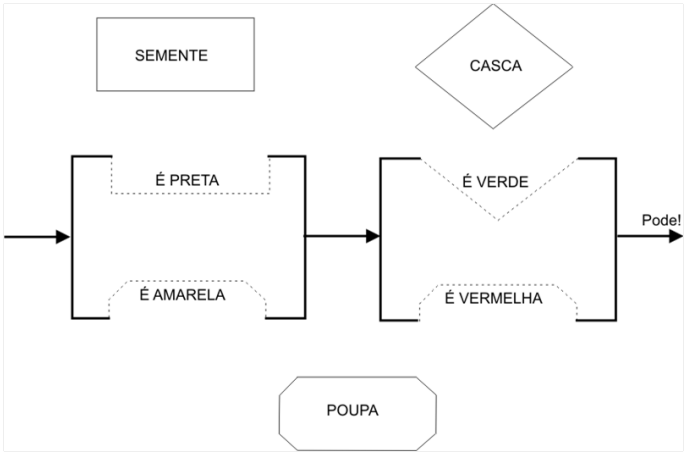 SEMENTE
CASCA
É PRETA
É VERDE
Pode!
É AMARELA
É VERMELHA
POUPA